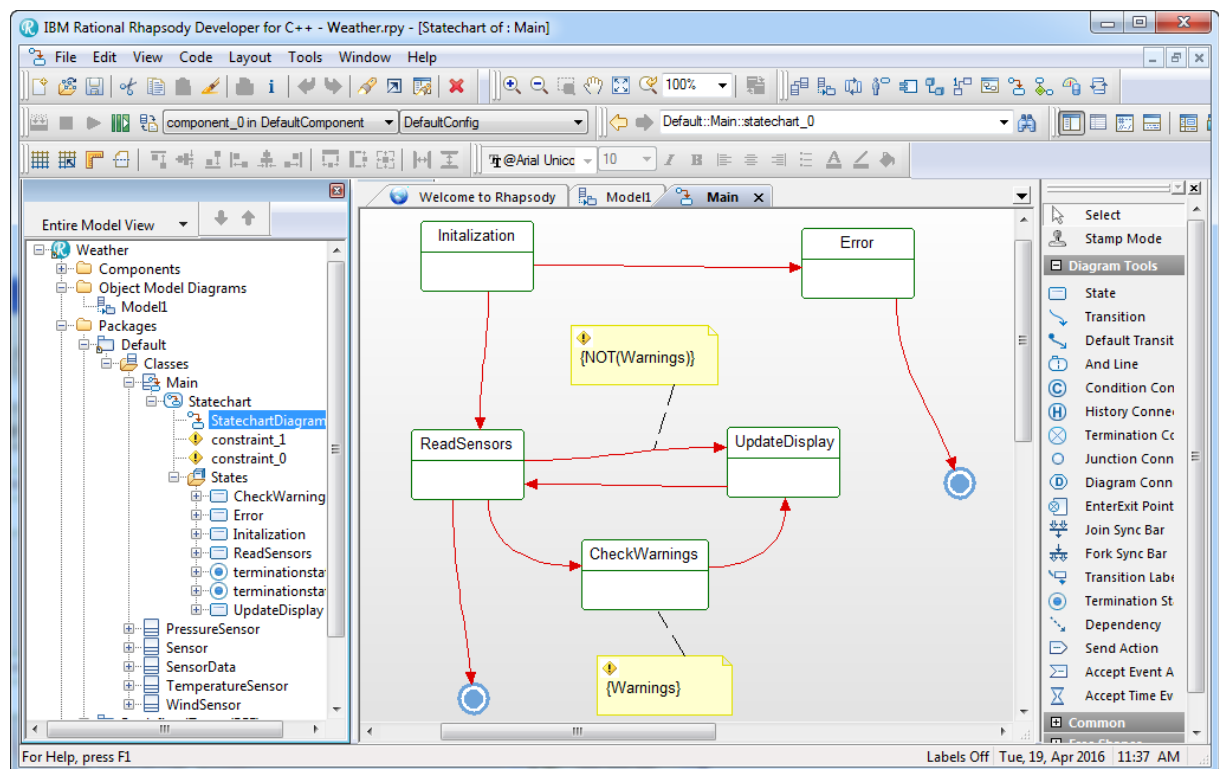 IBM Rational Rhapsody Developer for C++ - Weather.rpy - [Statechart of : Main]
File Edit View Code Layout Tools Window Help
100%
component_0 in DefaultComponent DefaultConfig Default::Main::statechart_0
@Arial Unicc 10
Welcome to Rhapsody Model1 Main
Entire Model View
Weather
Components
Object Model Diagrams
Model1
Packages
Default
Classes
Main
Statechart
StatechartDiagram
constraint_1
constraint_0
States
CheckWarning
Error
Initalization
ReadSensors
terminationsta
terminationsta
UpdateDisplay
PressureSensor
Sensor
SensorData
TemperatureSensor
WindSensor
Initalization
Error
{NOT(Warnings)}
ReadSensors
UpdateDisplay
CheckWarnings
{Warnings}
Select
Stamp Mode
Diagram Tools
State
Transition
Default Transit
And Line
Condition Con
History Conne
Termination Co
Junction Conn
Diagram Conn
EnterExit Point
Join Sync Bar
Fork Sync Bar
Transition Labe
Termination St
Dependency
Send Action
Accept Event A
Accept Time Ev
Common
For Help, press F1
Labels Off Tue, 19, Apr 2016 11:37 AM